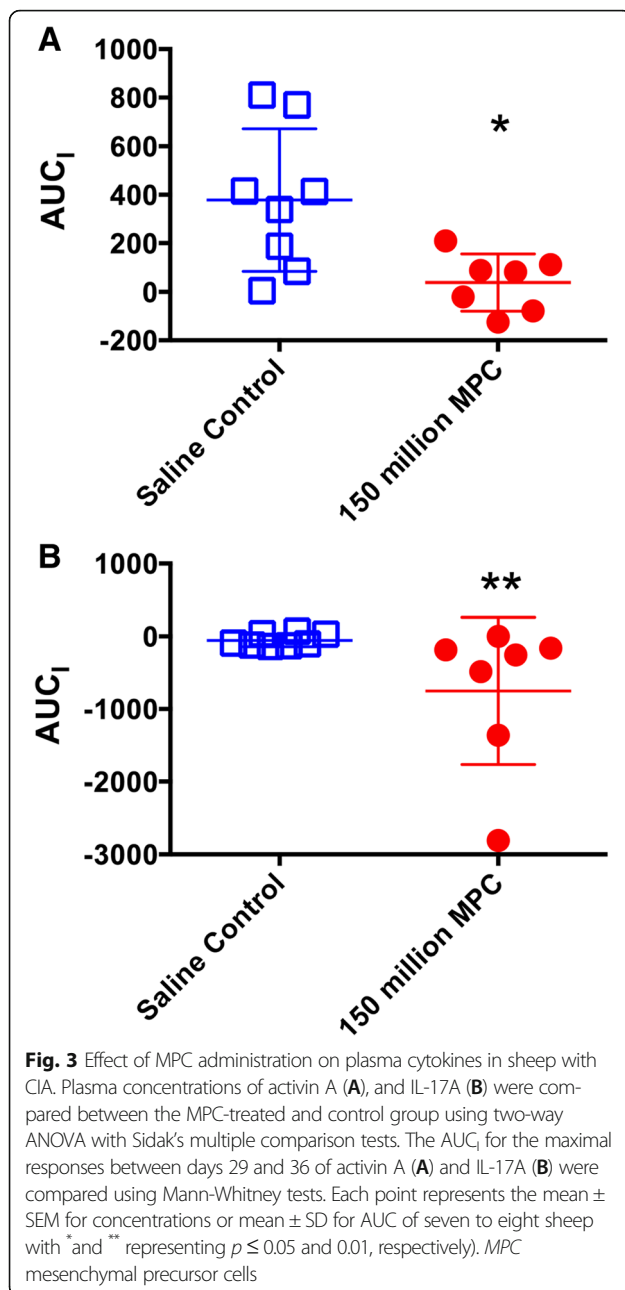 A
1000
800
600
400
200
0
-200
AUCI
*
Saline Control
150 million MPC
B
1000
0
-1000
-2000
-3000
AUCI
**
Saline Control
150 million MPC
Fig. 3 Effect of MPC administration on plasma cytokines in sheep with
CIA. Plasma concentrations of activin A (A), and IL-17A (B) were com-
pared between the MPC-treated and control group using two-way
ANOVA with Sidak's multiple comparison tests. The AUCI for the maximal
responses between days 29 and 36 of activin A (A) and IL-17A (B) were
compared using Mann-Whitney tests. Each point represents the mean ±
SEM for concentrations or mean ± SD for AUC of seven to eight sheep
with *and ** representing p ≤ 0.05 and 0.01, respectively). MPC
mesenchymal precursor cells